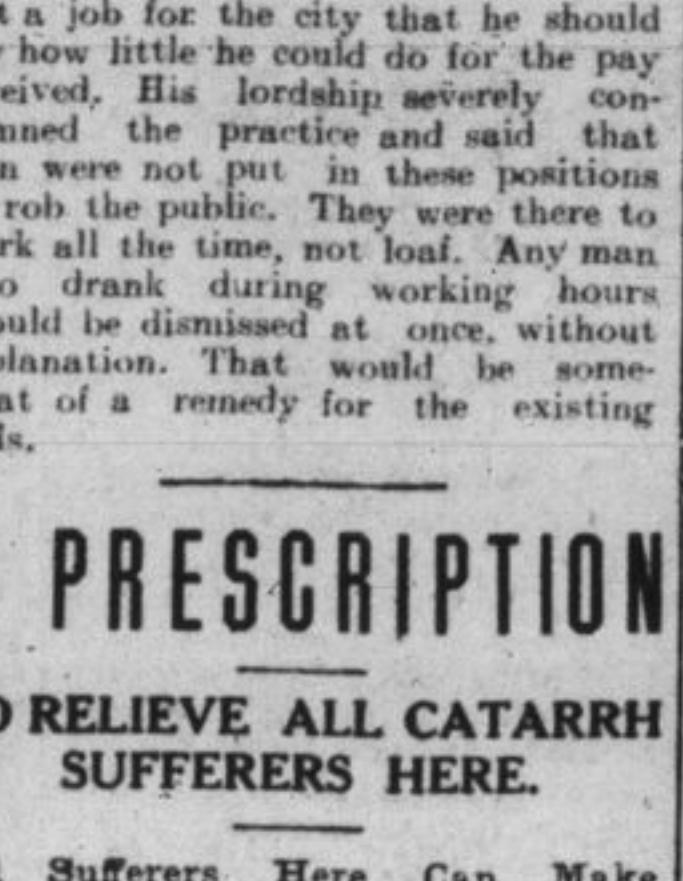 t a job for the city that he should
how little he could do for the pay
eived. His lordship severely con-
mned the practice and said that
n were not put in these positions
rob the public. They were there to
rk all the time, not loaf. Any man
o drank during working hours
ould be dismissed at once, without
planation. That would be some-
at of a remedy for the existing
ls.
PRESCRIPTION
O RELIEVE ALL CATARRH
SUFFERERS HERE.
Sufferers Here Can Make